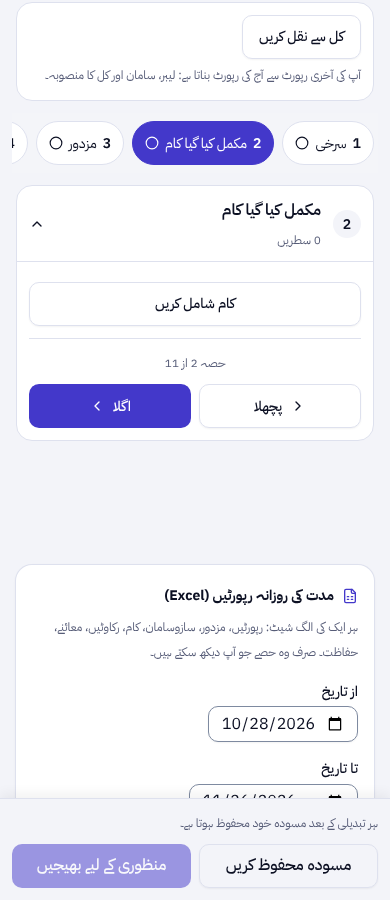 کل سے نقل کریں
آپ کی آخری رپورٹ سے آج کی رپورٹ بناتا ہے: لیبر، سامان اور کل کا منصوبہ۔
1 سرخی
2 مکمل کیا گیا کام
3 مزدور
مکمل کیا گیا کام
2
0 سطریں
کام شامل کریں
حصہ 2 از 11
پچھلا
اگلا
مدت کی روزانہ رپورٹیں (Excel)
ہر ایک کی الگ شیٹ: رپورٹیں، مزدور، سازوسامان، کام، رکاوٹیں، معائنے،
حفاظت۔ صرف وہ حصے جو آپ دیکھ سکتے ہیں۔
از تاریخ
10/28/2026
تا تاریخ
ہر تبدیلی کے بعد مسودہ خود محفوظ ہوتا ہے۔
مسودہ محفوظ کریں
منظوری کے لیے بھیجیں